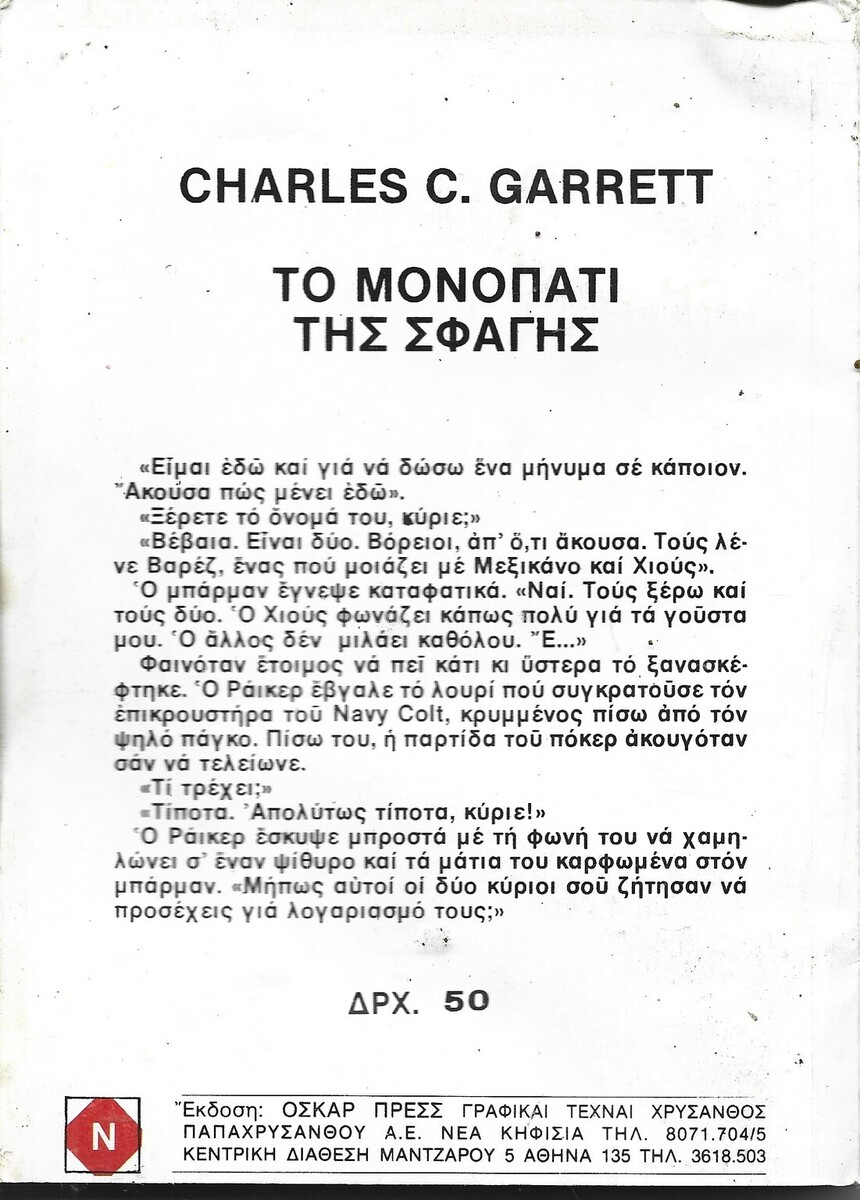 CHARLES C. GARRETT
ΤΟ ΜΟΝΟΠΑΤΙ
ΤΗΣ ΣΦΑΓΗΣ
«Εἶμαι ἐδῶ καί γιά νά δώσω ἕνα μήνυμα σέ κάποιον.
Ἄκουσα πώς μένει ἐδῶ».
«Ξέρετε τό ὄνομά του, κύριε;»
«Βέβαια. Εἶναι δύο. Βόρειοι, ἀπ' ὅ,τι ἄκουσα. Τούς λέ-
νε Βαρέζ, ἕνας πού μοιάζει μέ Μεξικάνο καί Χιούς».
Ὁ μπάρμαν ἔγνεψε καταφατικά. «Ναί. Τούς ξέρω καί
τούς δύο. Ὁ Χιούς φωνάζει κάπως πολύ γιά τά γοῦστα
μου. Ὁ ἄλλος δέν μιλάει καθόλου. Ἔ...»
Φαινόταν ἕτοιμος νά πεῖ κάτι κι ὕστερα τό ξανασκέ-
φτηκε. Ὁ Ράικερ ἔβγαλε τό λουρί πού συγκρατοῦσε τόν
ἐπικρουστήρα τοῦ Navy Colt, κρυμμένος πίσω ἀπό τόν
ψηλό πάγκο. Πίσω του, ἡ παρτίδα τοῦ πόκερ ἀκουγόταν
σάν νά τελείωνε.
«Τί τρέχει;»
«Τίποτα. Ἀπολύτως τίποτα, κύριε!»
Ὁ Ράικερ ἔσκυψε μπροστά μέ τή φωνή του νά χαμη-
λώνει σ' ἕναν ψίθυρο καί τά μάτια του καρφωμένα στόν
μπάρμαν. «Μήπως αὐτοί οἱ δύο κύριοι σοῦ ζήτησαν νά
προσέχεις γιά λογαριασμό τους;»
ΔΡΧ. 50
N
Ἔκδοση: ΟΣΚΑΡ ΠΡΕΣΣ ΓΡΑΦΙΚΑΙ ΤΕΧΝΑΙ ΧΡΥΣΑΝΘΟΣ
ΠΑΠΑΧΡΥΣΑΝΘΟΥ Α.Ε. ΝΕΑ ΚΗΦΙΣΙΑ ΤΗΛ. 8071.704/5
ΚΕΝΤΡΙΚΗ ΔΙΑΘΕΣΗ ΜΑΝΤΖΑΡΟΥ 5 ΑΘΗΝΑ 135 ΤΗΛ. 3618.503